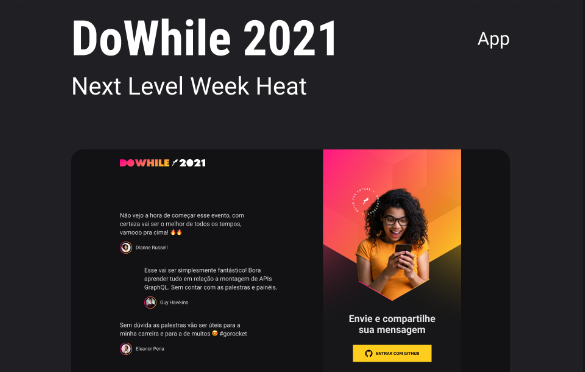 DoWhile 2021
App
Next Level Week Heat
DOWHILE 2021
Não vejo a hora de começar esse evento, com
certeza vai ser o melhor de todos os tempos,
vamooo pra cima! 🔥🔥
Dianne Russell
Esse vai ser simplesmente fantástico! Bora
aprender tudo em relação a montagem de APIs
GraphQL. Sem contar com as palestras e painéis.
Guy Hawkins
Sem dúvida as palestras vão ser úteis para a
minha carreira e para a de muitos 😍 #gorocket
Eleanor Pena
Envie e compartilhe
sua mensagem
ENTRAR COM GITHUB